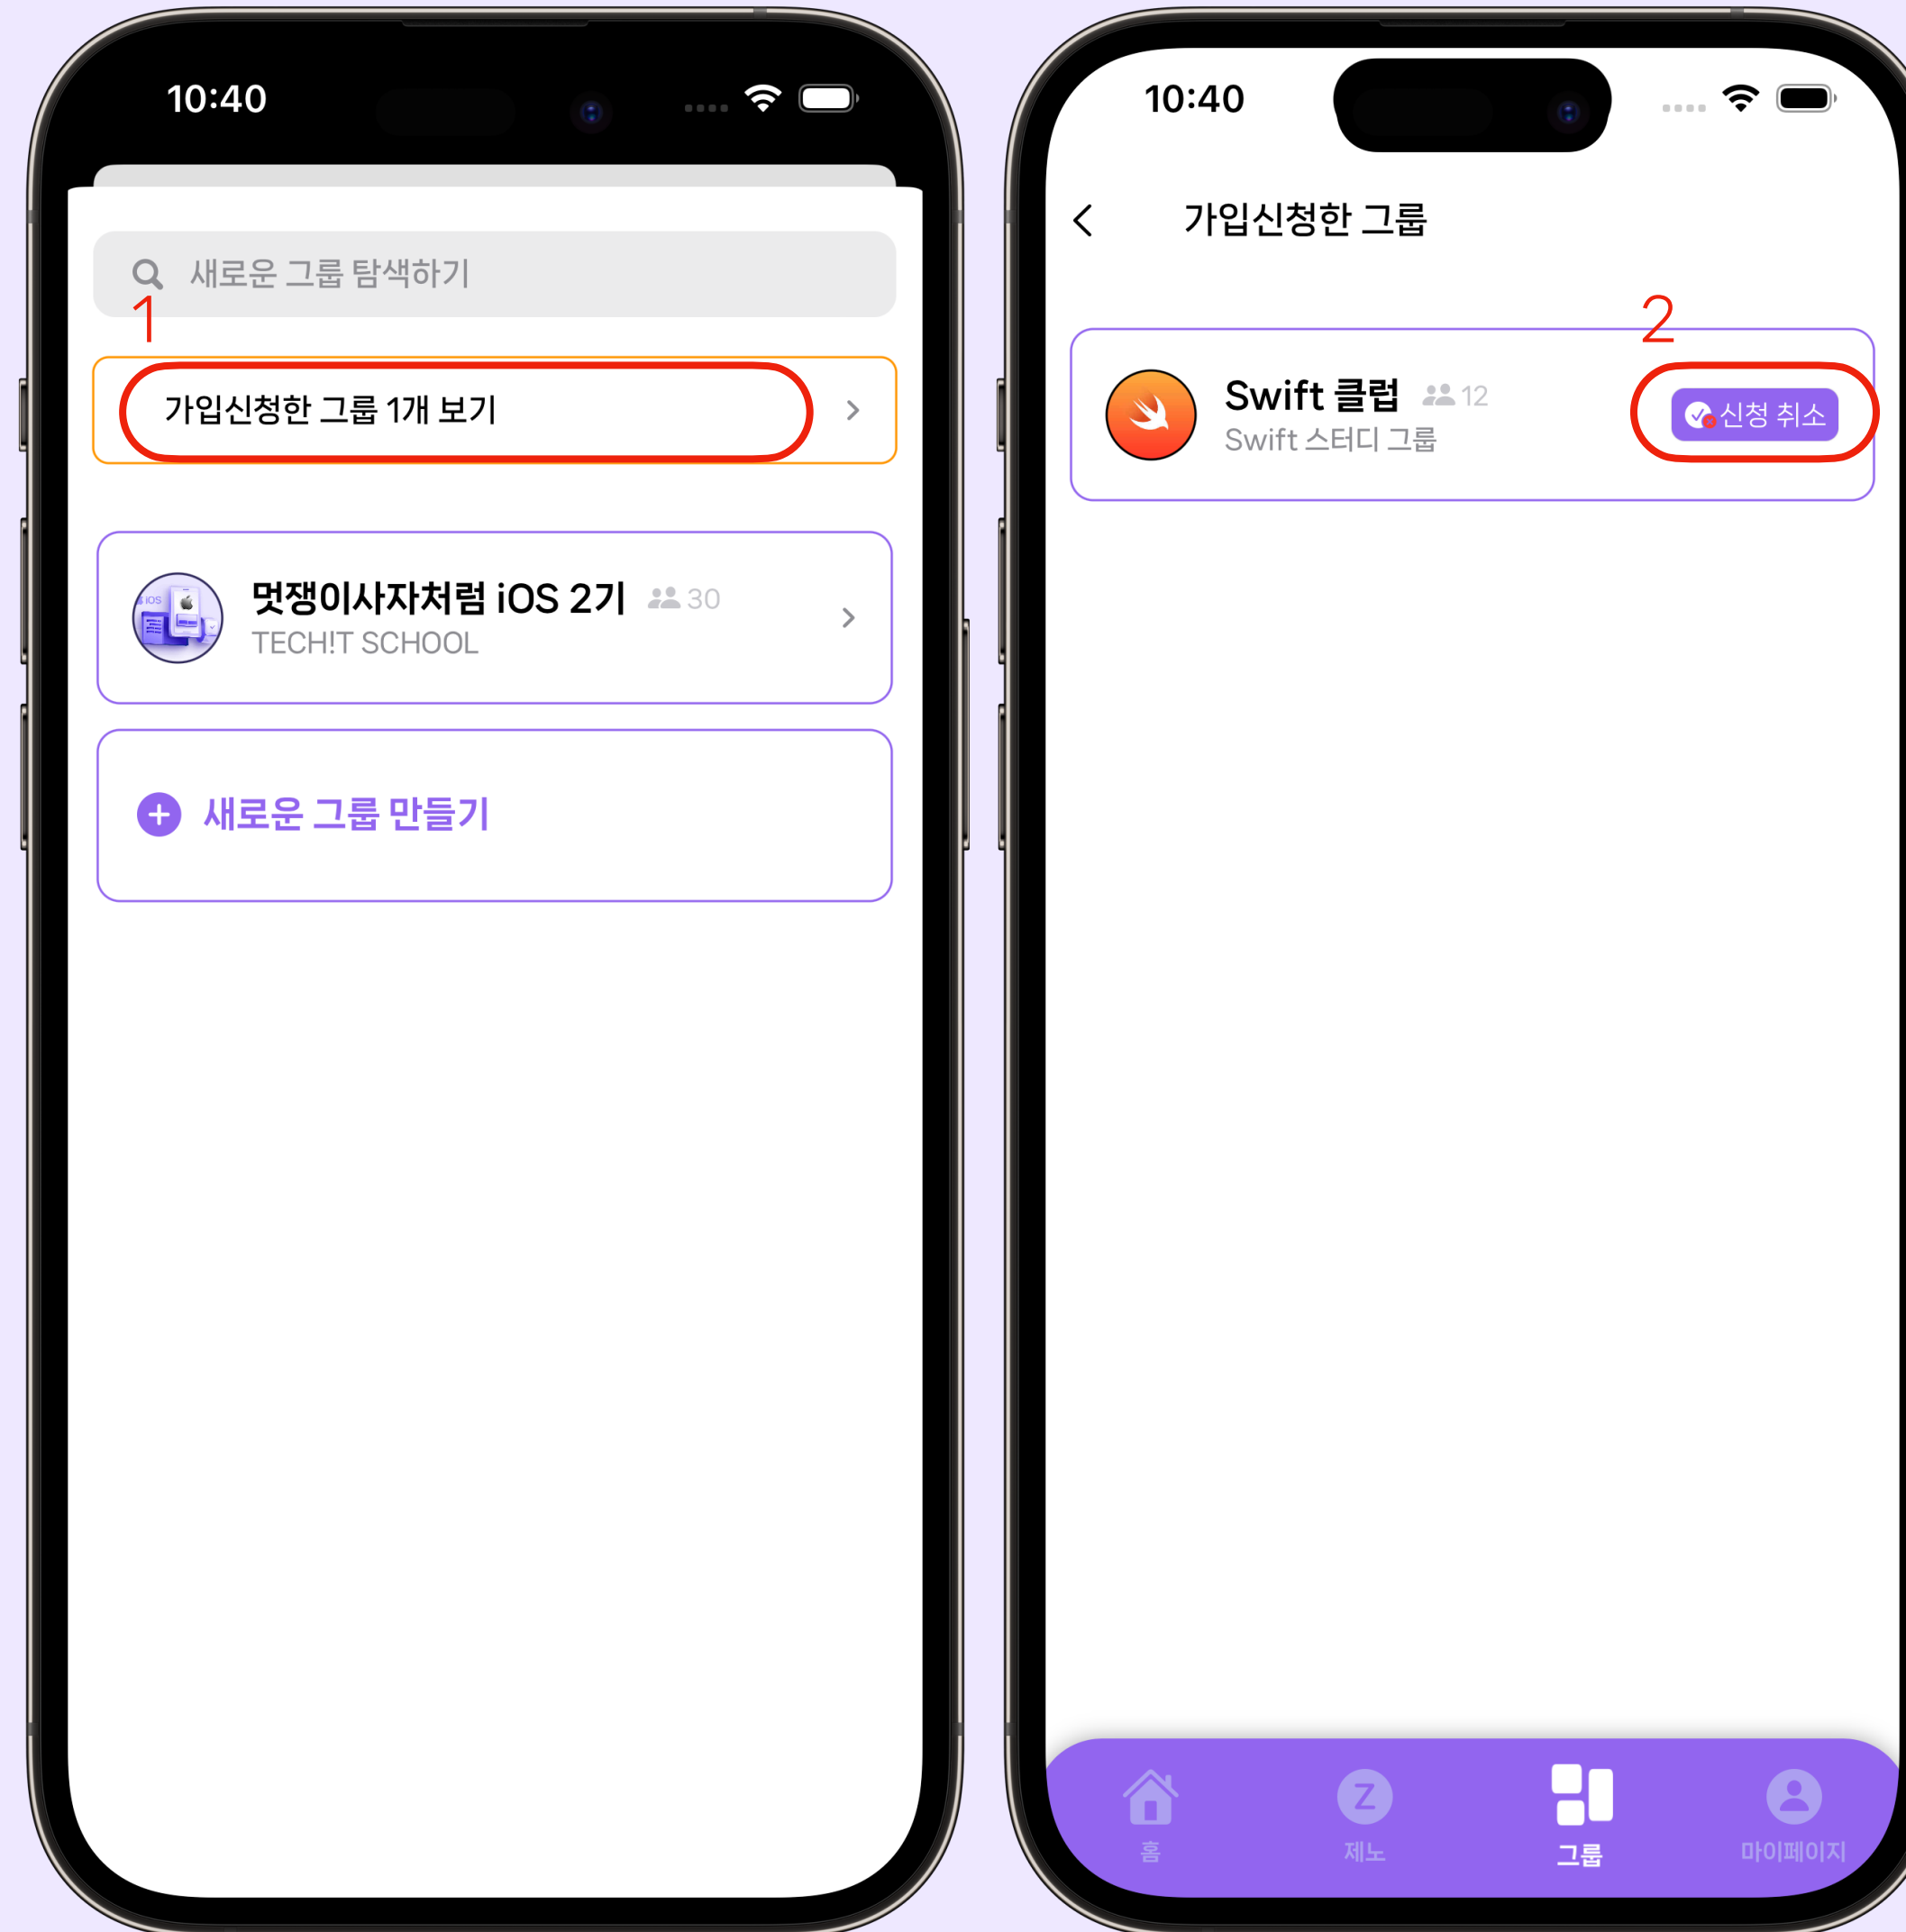 10:40
새로운 그룹 탐색하기
1
가입신청한 그룹 1개 보기
iOS
멋쟁이사자처럼 iOS 2기 30
TECH!T SCHOOL
새로운 그룹 만들기
10:40
가입신청한 그룹
2
Swift 클럽 12
Swift 스터디 그룹
신청 취소
Z
홈 제노 그룹 마이페이지